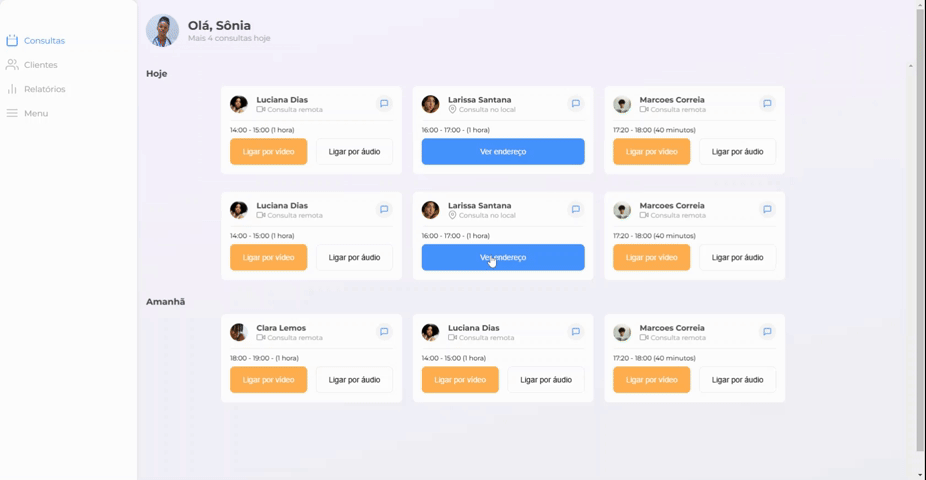 Olá, Sônia
Mais 4 consultas hoje
Consultas
Clientes
Relatórios
Menu
Hoje
Luciana Dias
Consulta remota
14:00 - 15:00 (1 hora)
Ligar por vídeo
Ligar por áudio
Larissa Santana
Consulta no local
16:00 - 17:00 - (1 hora)
Ver endereço
Marcoes Correia
Consulta remota
17:20 - 18:00 (40 minutos)
Ligar por vídeo
Ligar por áudio
Luciana Dias
Consulta remota
14:00 - 15:00 (1 hora)
Ligar por vídeo
Ligar por áudio
Larissa Santana
Consulta no local
16:00 - 17:00 - (1 hora)
Ver endereço
Marcoes Correia
Consulta remota
17:20 - 18:00 (40 minutos)
Ligar por vídeo
Ligar por áudio
Amanhã
Clara Lemos
Consulta remota
18:00 - 19:00 - (1 hora)
Ligar por vídeo
Ligar por áudio
Luciana Dias
Consulta remota
14:00 - 15:00 (1 hora)
Ligar por vídeo
Ligar por áudio
Marcoes Correia
Consulta remota
17:20 - 18:00 (40 minutos)
Ligar por vídeo
Ligar por áudio